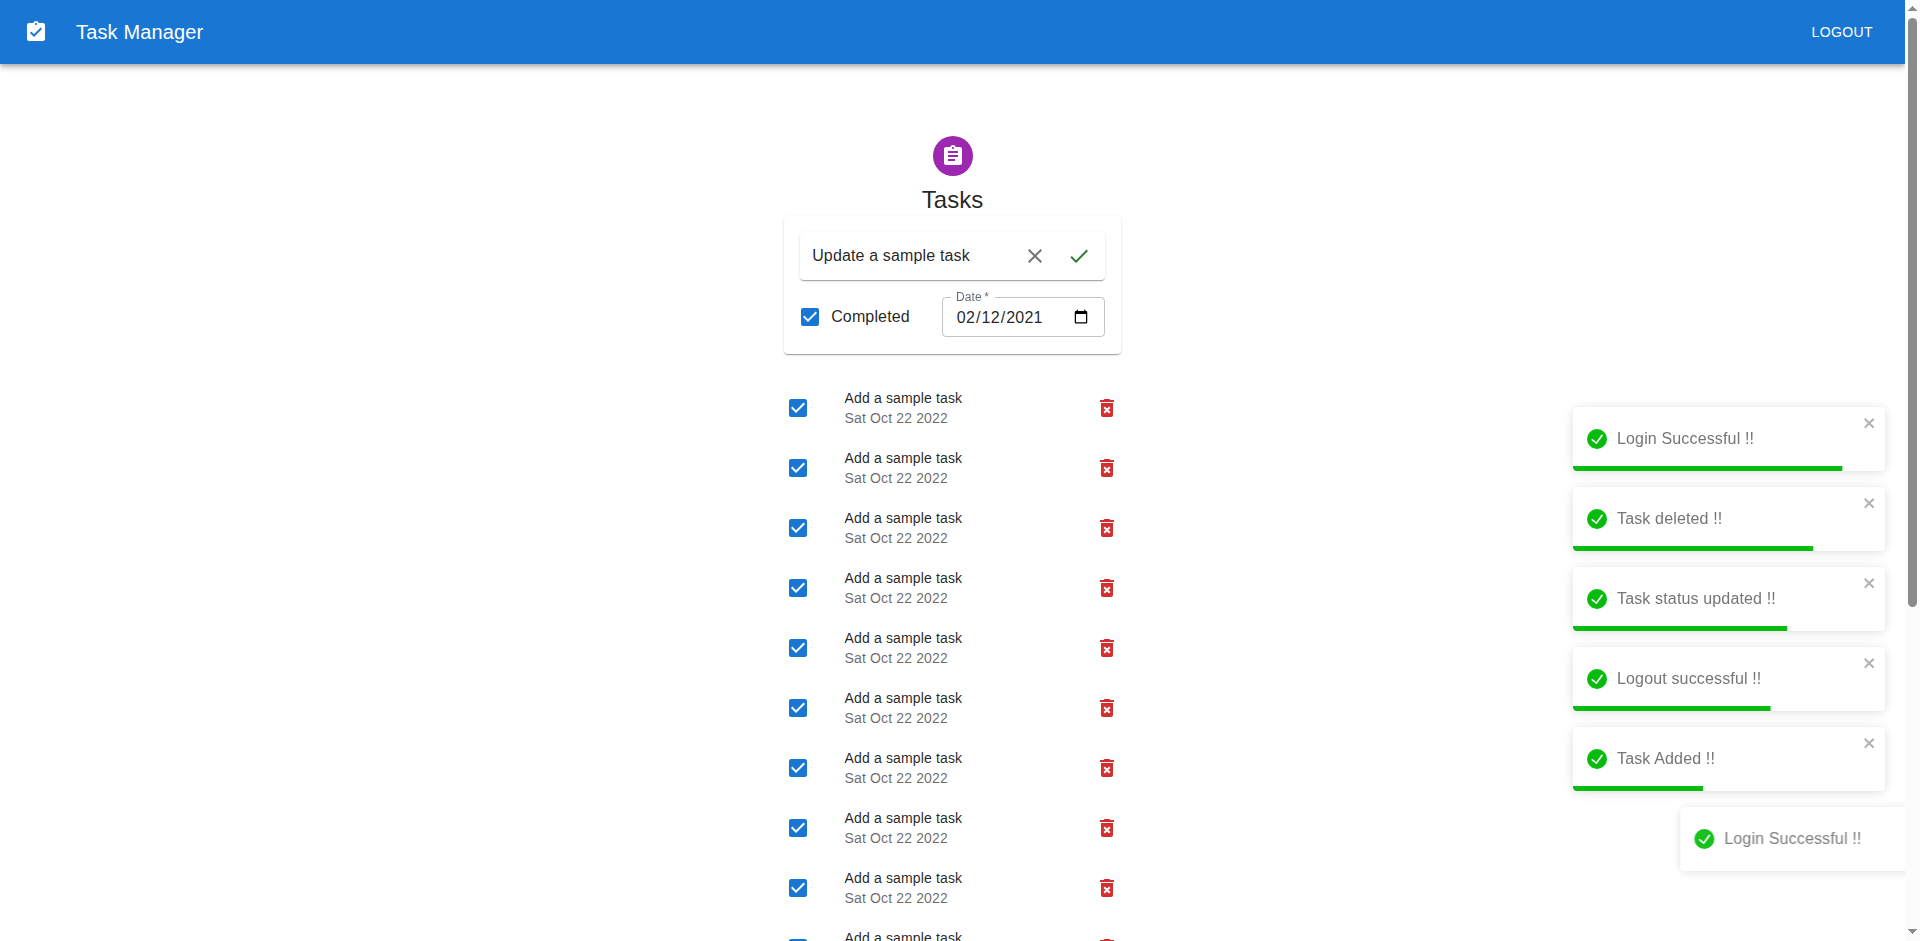 Task Manager
LOGOUT
Tasks
Update a sample task
Date *
Completed
02/12/2021
Add a sample task
Sat Oct 22 2022
Add a sample task
Sat Oct 22 2022
Add a sample task
Sat Oct 22 2022
Add a sample task
Sat Oct 22 2022
Add a sample task
Sat Oct 22 2022
Add a sample task
Sat Oct 22 2022
Add a sample task
Sat Oct 22 2022
Add a sample task
Sat Oct 22 2022
Add a sample task
Sat Oct 22 2022
Add a sample task
Login Successful !!
Task deleted !!
Task status updated !!
Logout successful !!
Task Added !!
Login Successful !!